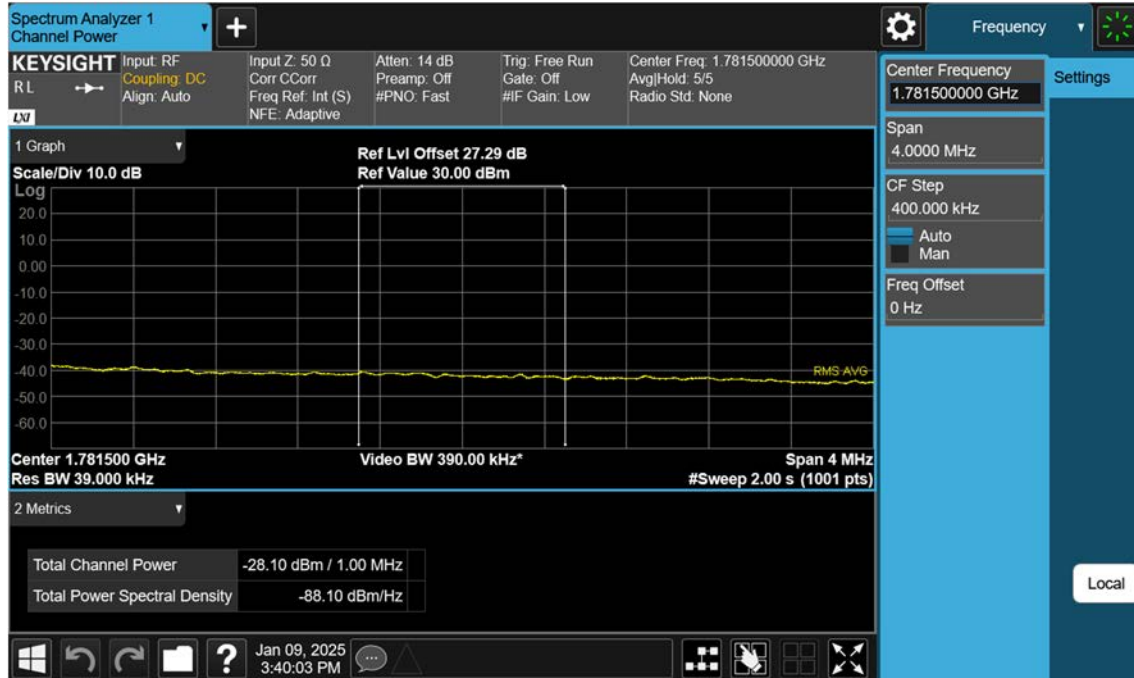 Spectrum Analyzer 1
Channel Power
Frequency
KEYSIGHT
R L
LXI
Input: RF
Coupling: DC
Align: Auto
Input Z: 50 Ω
Corr CCorr
Freq Ref: Int (S)
NFE: Adaptive
Atten: 14 dB
Preamp: Off
#PNO: Fast
Trig: Free Run
Gate: Off
#IF Gain: Low
Center Freq: 1.781500000 GHz
Avg|Hold: 5/5
Radio Std: None
Center Frequency
1.781500000 GHz
Settings
Span
4.0000 MHz
CF Step
400.000 kHz
Auto
Man
Freq Offset
0 Hz
Local
1 Graph
Ref Lvl Offset 27.29 dB
Scale/Div 10.0 dB
Ref Value 30.00 dBm
Log
20.0
10.0
0.00
-10.0
-20.0
-30.0
-40.0
-50.0
-60.0
RMS AVG
Center 1.781500 GHz
Video BW 390.00 kHz*
Span 4 MHz
Res BW 39.000 kHz
#Sweep 2.00 s (1001 pts)
2 Metrics
Total Channel Power -28.10 dBm / 1.00 MHz
Total Power Spectral Density -88.10 dBm/Hz
?
Jan 09, 2025
3:40:03 PM